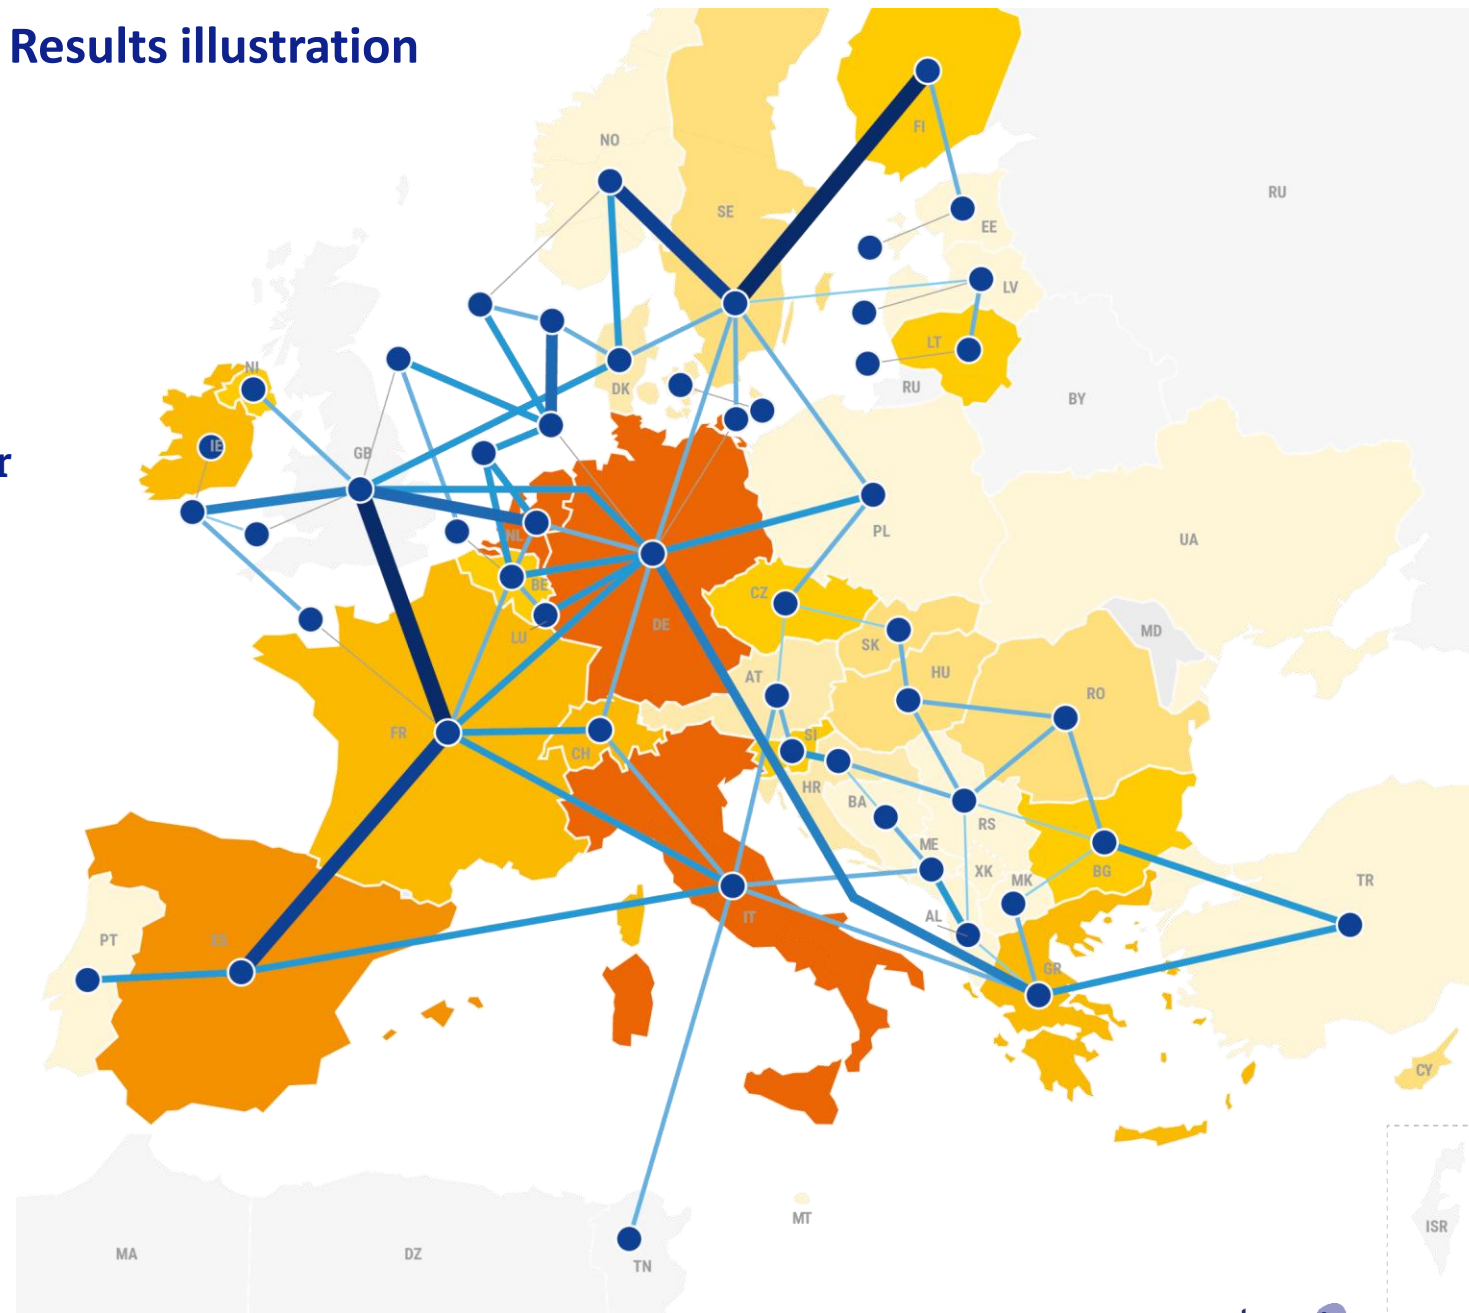 Results illustration
NO
SE
FI
RU
EE
LV
LT
RU
BY
DK
NI
IE
GB
r
NL
BE
LU
DE
PL
UA
CZ
SK
MD
AT
HU
RO
FR
CH
SI
HR
BA
RS
ME
XK
MK
BG
AL
TR
PT
ES
IT
GR
CY
MT
ISR
MA
DZ
TN